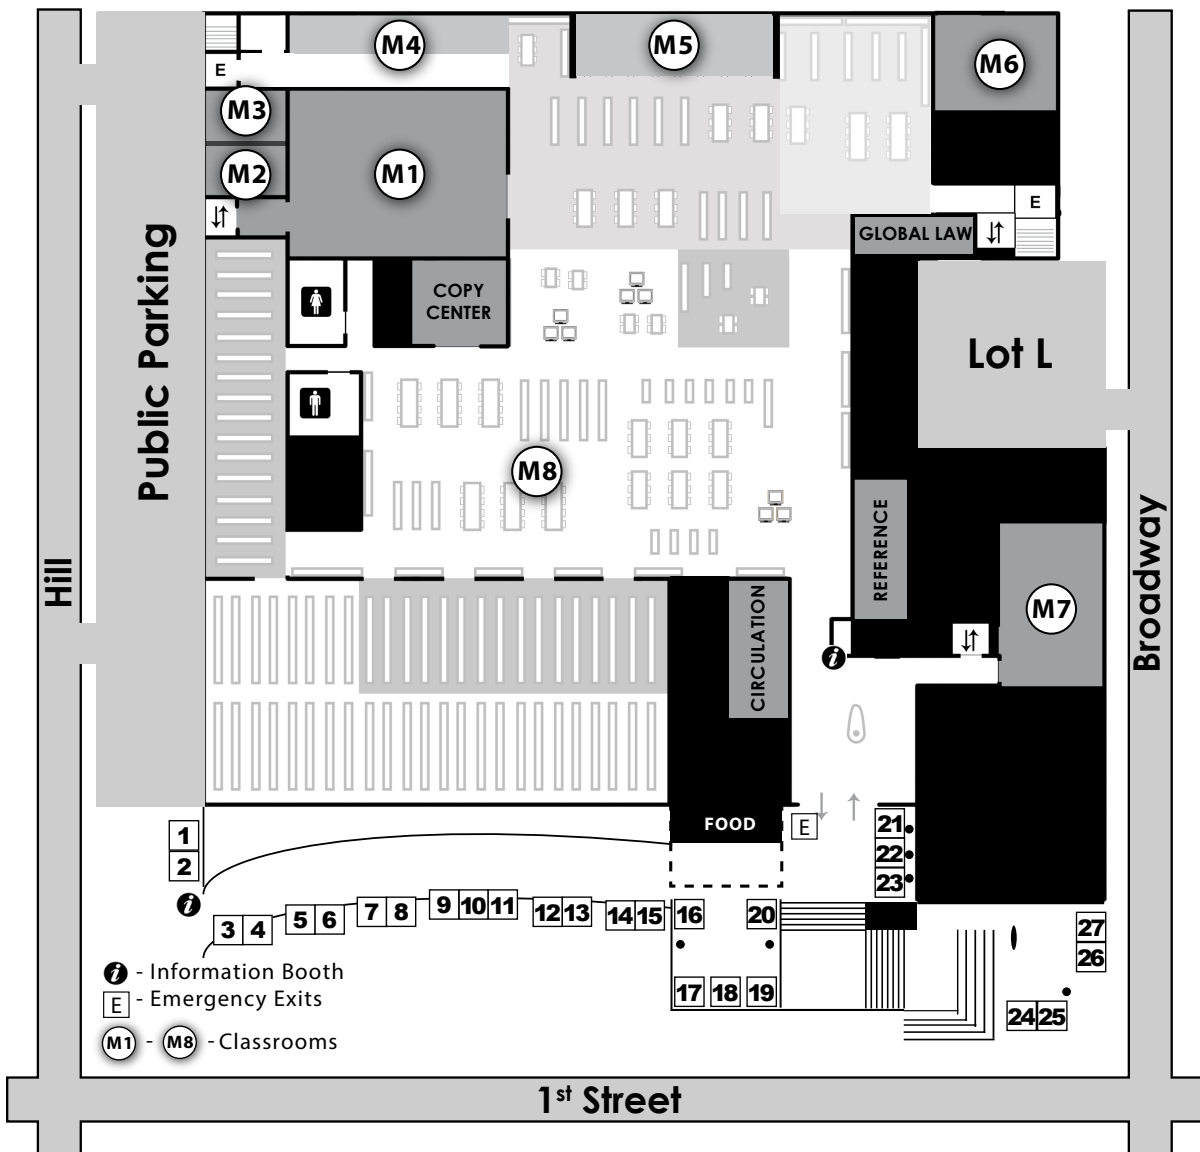 M4
M5
M6
E
M3
M2
M1
E
GLOBAL LAW
COPY
CENTER
Public Parking
Lot L
M8
REFERENCE
Hill
Broadway
M7
CIRCULATION
i
FOOD
E
1
2
i
21
22
23
3 4
5 6
7 8
9 10 11
12 13
14 15
16
20
17 18 19
27
26
24 25
i - Information Booth
E - Emergency Exits
M1 - M8 - Classrooms
1st Street